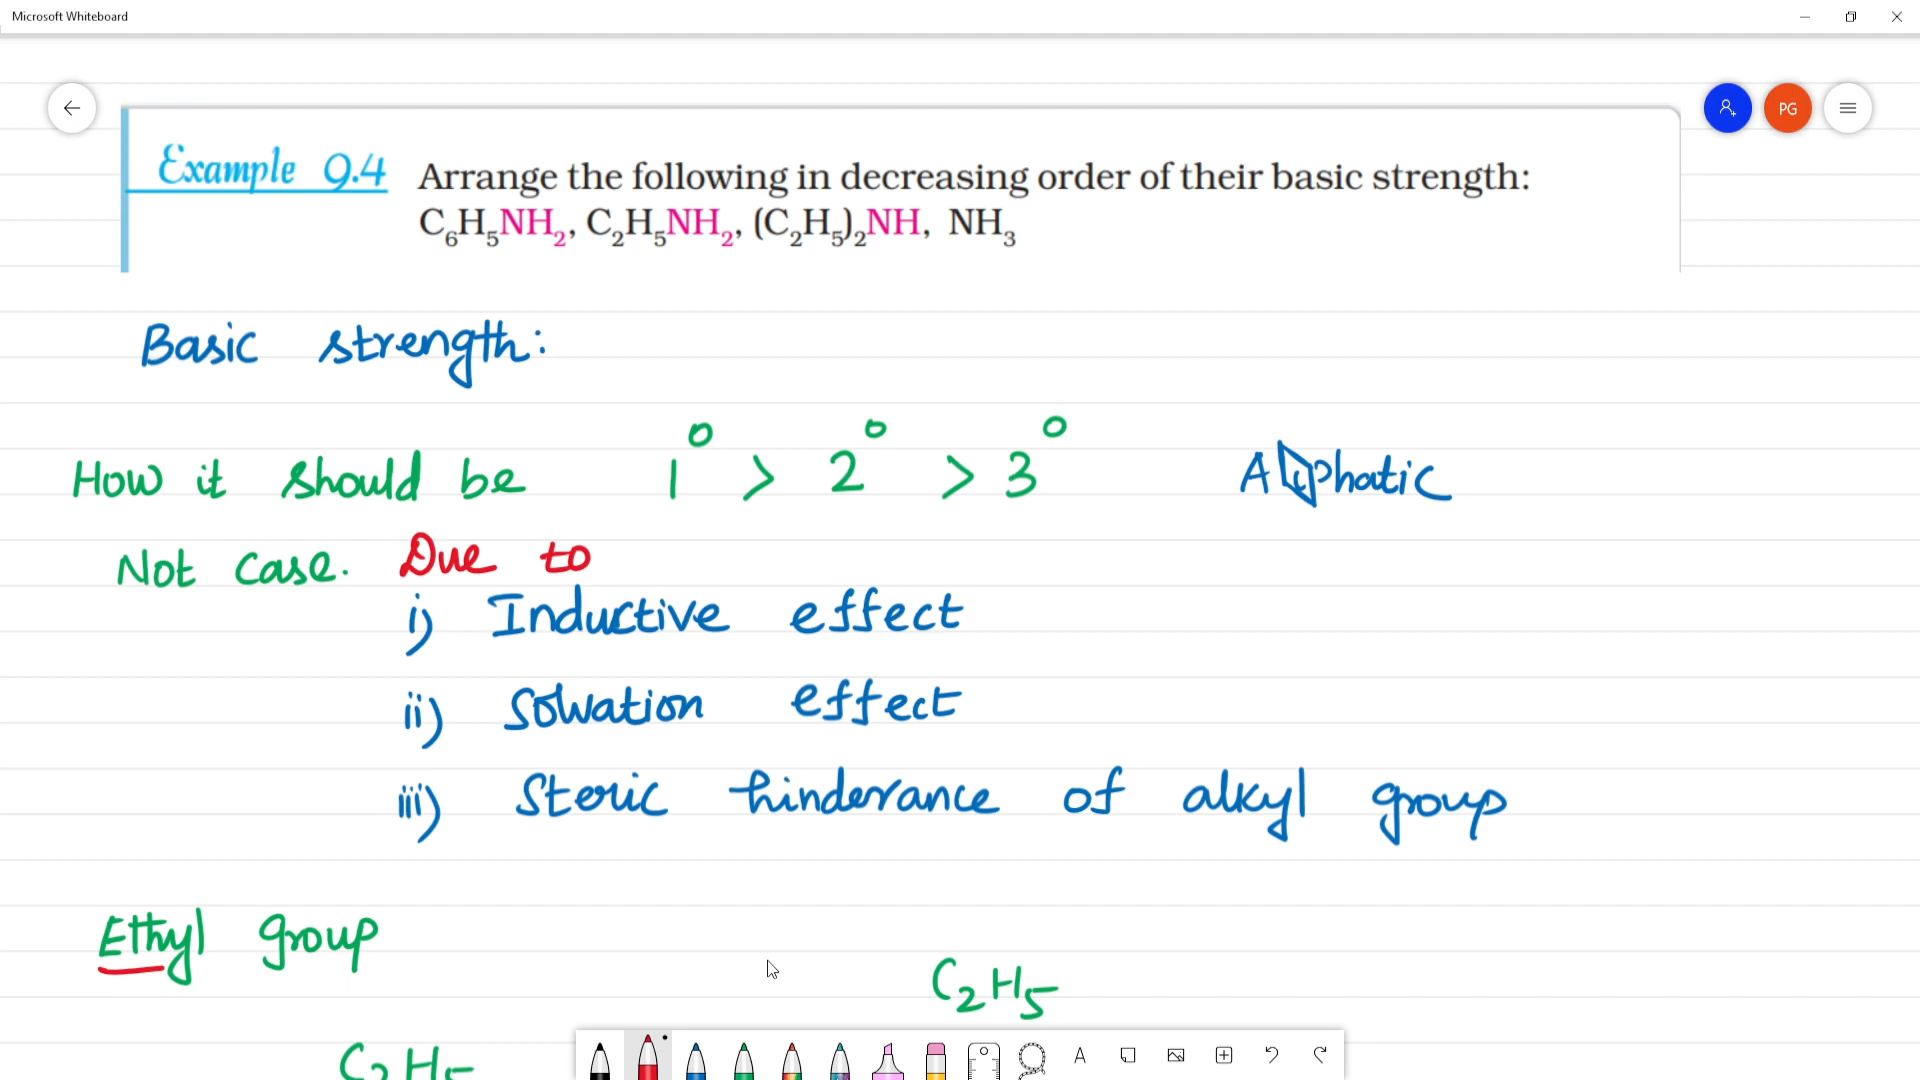 Microsoft Whiteboard
PG
Example 9.4 Arrange the following in decreasing order of their basic strength:
C₆H₅NH₂, C₂H₅NH₂, (C₂H₅)₂NH, NH₃
Basic strength:
How it should be 1° > 2° > 3° Aliphatic
Not case. Due to
i) Inductive effect
ii) Solvation effect
iii) Steric hinderance of alkyl group
Ethyl group
C₂H₅
C₂H₅
A